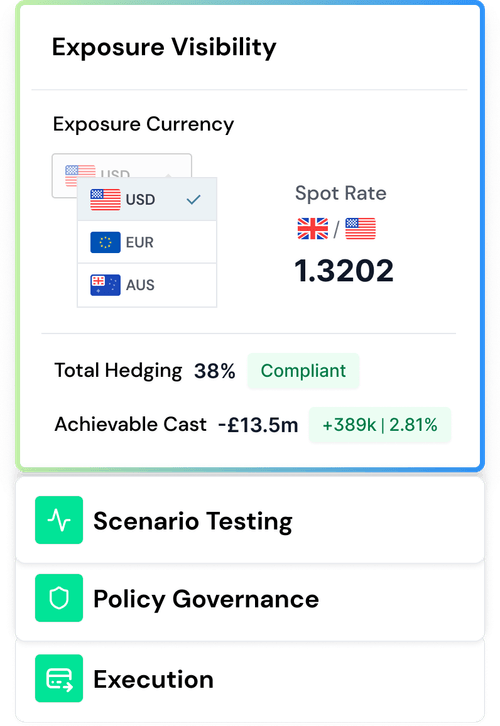 Exposure Visibility
Exposure Currency
USD
USD
EUR
AUS
Spot Rate
/
1.3202
Total Hedging 38% Compliant
Achievable Cast -£13.5m +389k | 2.81%
Scenario Testing
Policy Governance
Execution